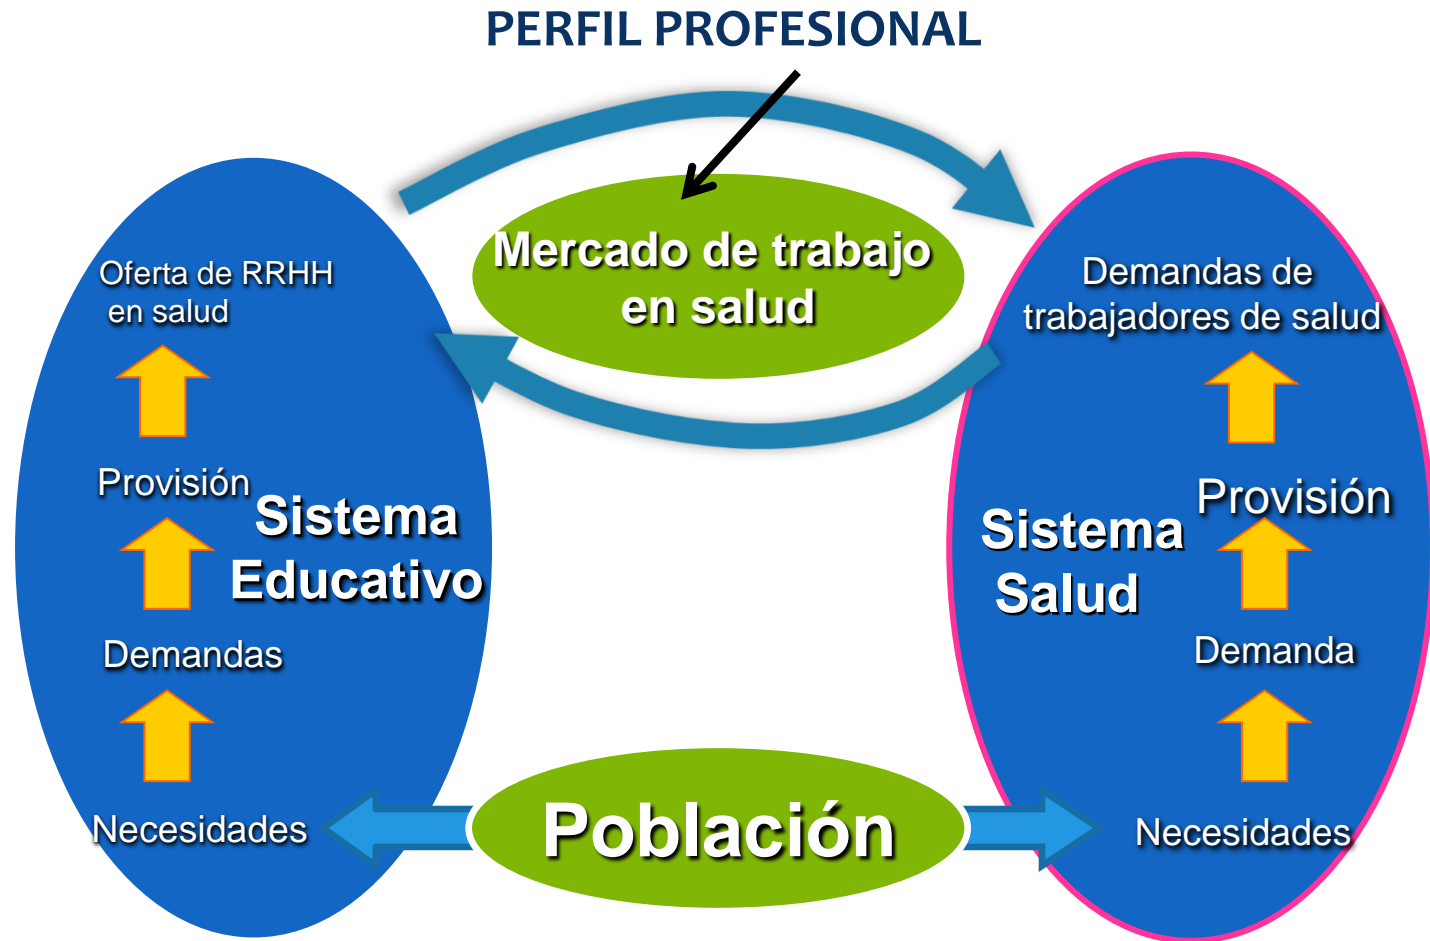 PERFIL PROFESIONAL
Mercado de trabajo
en salud
Oferta de RRHH
en salud
Provisión
Sistema
Educativo
Demandas
Necesidades
Demandas de
trabajadores de salud
Provisión
Sistema
Salud
Demanda
Necesidades
Población